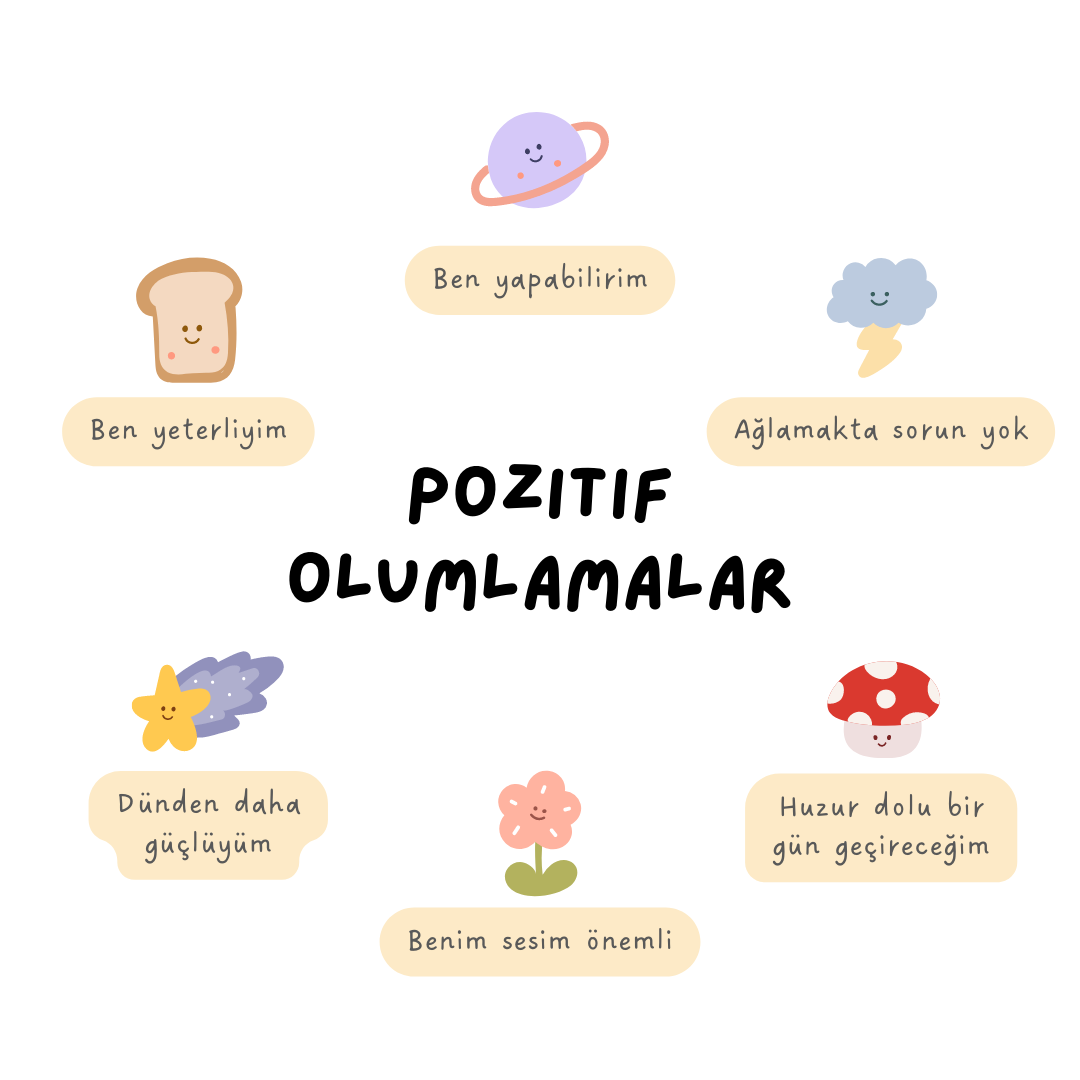 Ben yapabilirim
Ben yeterliyim
Ağlamakta sorun yok
POZITIF
OLUMLAMALAR
Dünden daha
güçlüyüm
Huzur dolu bir
gün geçireceğim
Benim sesim önemli